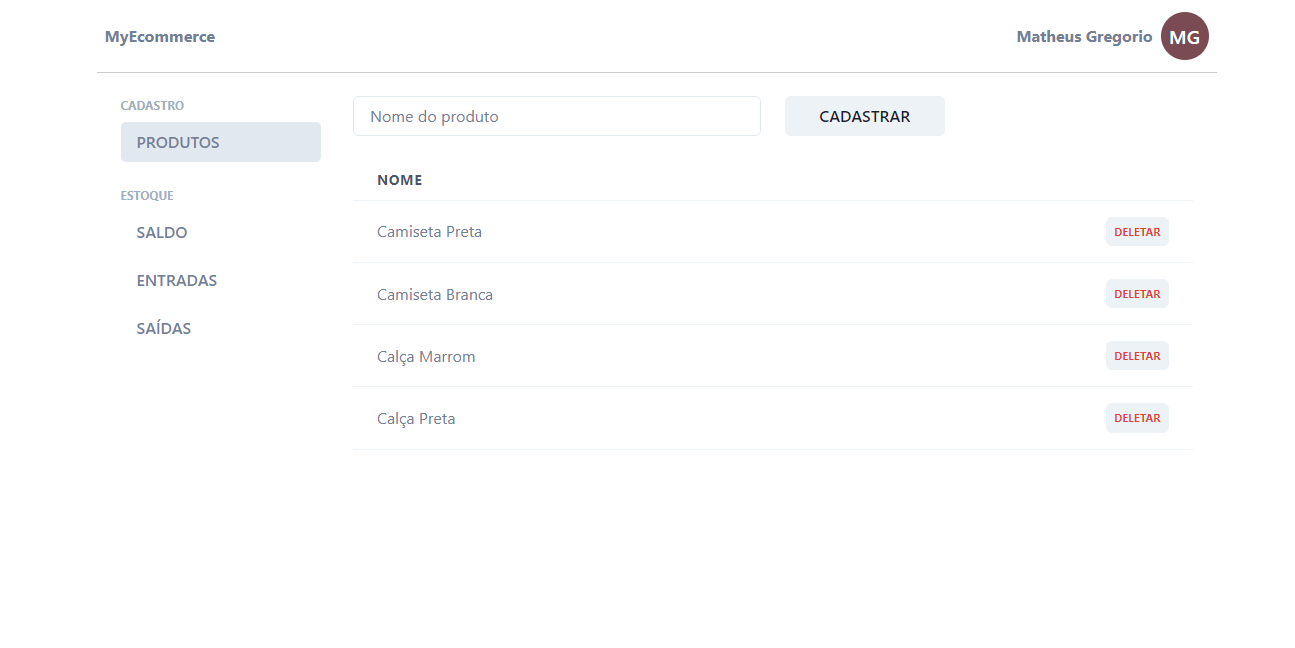 MyEcommerce
Matheus Gregorio MG
CADASTRO
PRODUTOS
ESTOQUE
SALDO
ENTRADAS
SAÍDAS
Nome do produto
CADASTRAR
NOME
Camiseta Preta DELETAR
Camiseta Branca DELETAR
Calça Marrom DELETAR
Calça Preta DELETAR